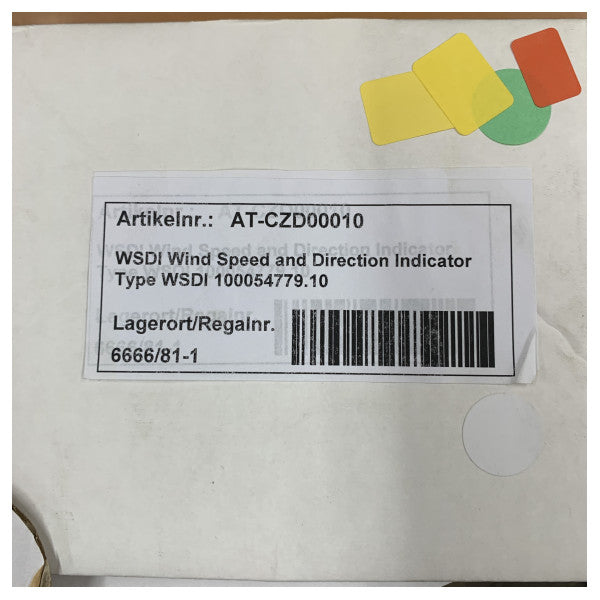 Artikelnr.: AT-CZD00010
WSDI Wind Speed and Direction Indicator
Type WSDI 100054779.10
Lagerort/Regalnr.
6666/81-1